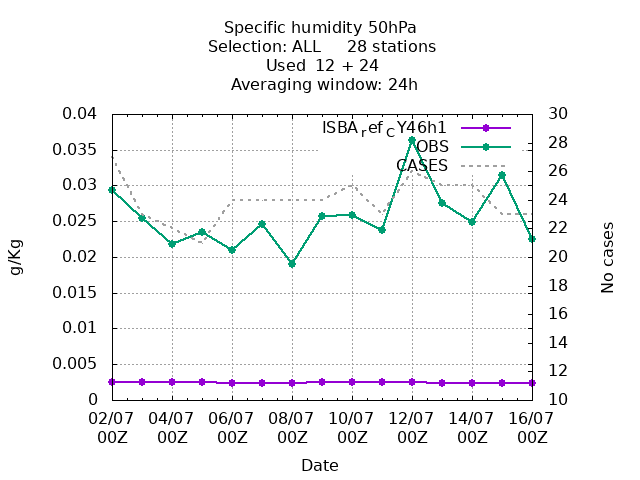 Specific humidity 50hPa
Selection: ALL     28 stations
Used  12 + 24
Averaging window: 24h
0.04
0.035
0.03
0.025
0.02
0.015
0.01
0.005
0
g/Kg
ISBA_ref_CY46h1
OBS
CASES
30
28
26
24
22
20
18
16
14
12
10
No cases
02/07 04/07 06/07 08/07 10/07 12/07 14/07 16/07
00Z 00Z 00Z 00Z 00Z 00Z 00Z 00Z
Date